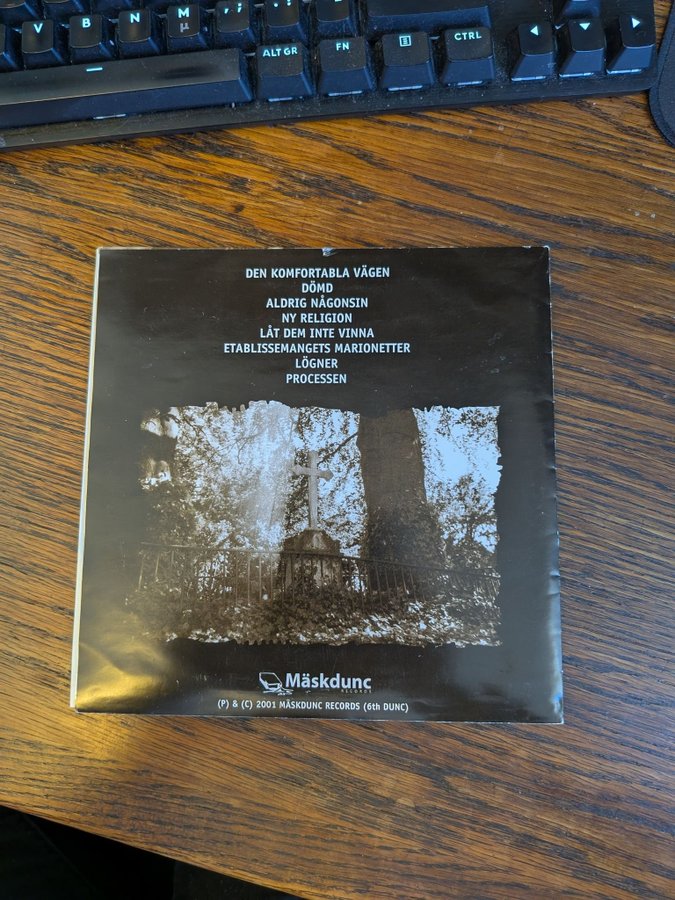 V B N M
µ
ALT GR FN CTRL
DEN KOMFORTABLA VÄGEN
DÖMD
ALDRIG NÅGONSIN
NY RELIGION
LÅT DEM INTE VINNA
ETABLISSEMANGETS MARIONETTER
LÖGNER
PROCESSEN
Mäskdunc
RECORDS
(P) & (C) 2001 MÄSKDUNC RECORDS (6th DUNC)